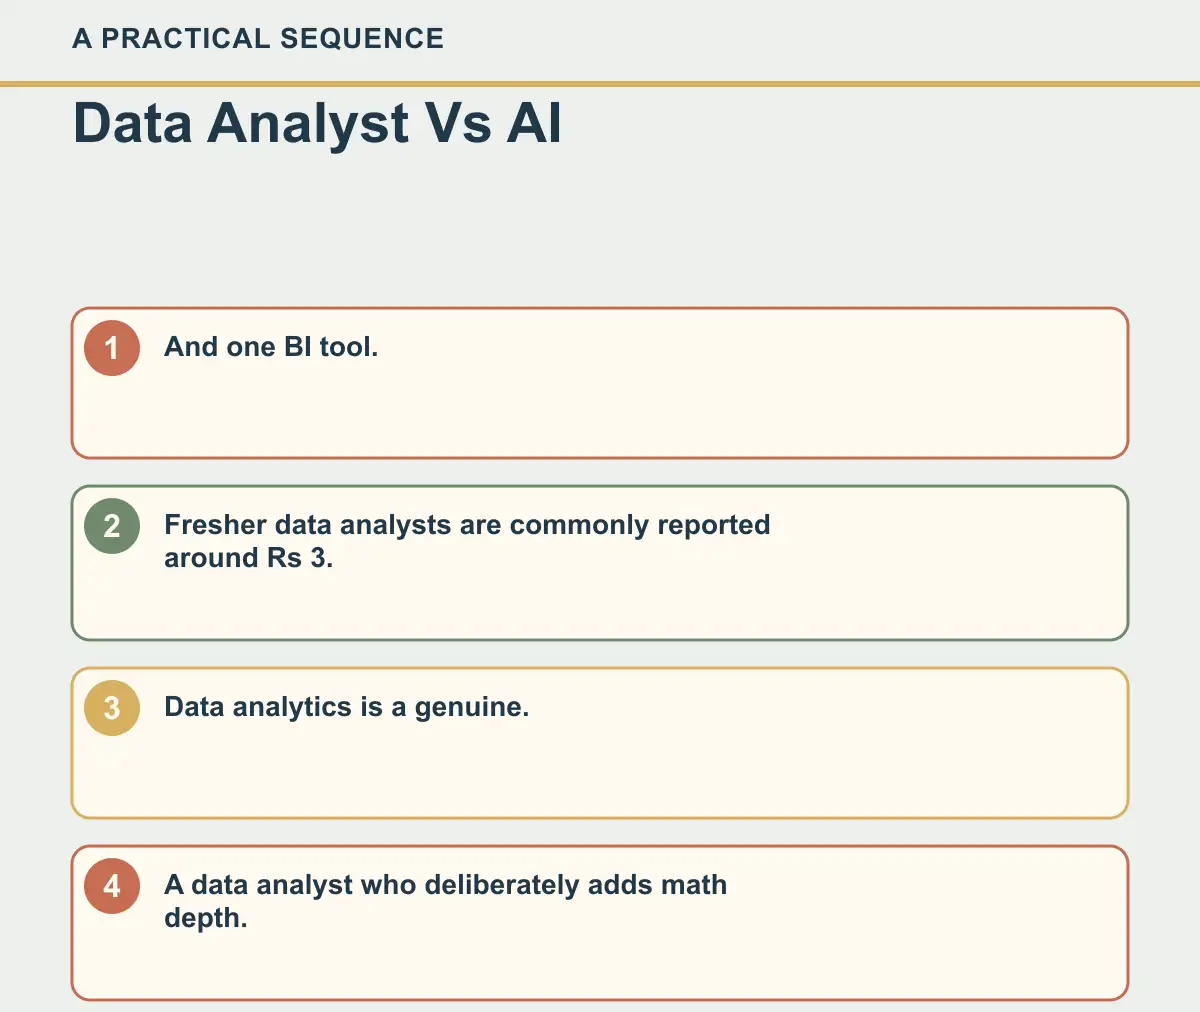 A PRACTICAL SEQUENCE
Data Analyst Vs AI
1
And one BI tool.
2
Fresher data analysts are commonly reported
around Rs 3.
3
Data analytics is a genuine.
4
A data analyst who deliberately adds math
depth.